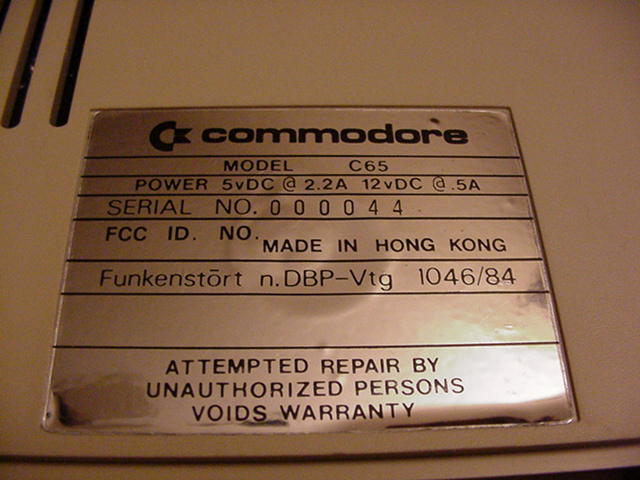 commodore
MODEL C65
POWER 5vDC @ 2.2A 12vDC @ .5A
SERIAL NO. 000044
FCC ID. NO. MADE IN HONG KONG
Funkenstört n.DBP-Vtg 1046/84
ATTEMPTED REPAIR BY
UNAUTHORIZED PERSONS
VOIDS WARRANTY